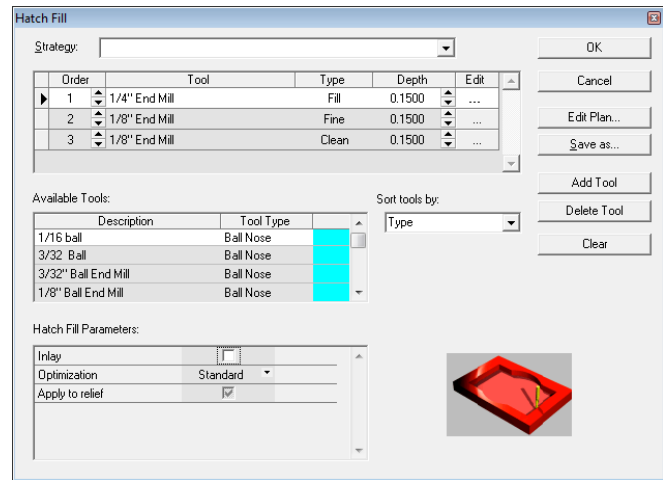 Hatch Fill
Strategy:
OK
Order Tool Type Depth Edit
1 1/4" End Mill Fill 0.1500 ...
2 1/8" End Mill Fine 0.1500 ...
3 1/8" End Mill Clean 0.1500 ...
Cancel
Edit Plan...
Save as...
Add Tool
Delete Tool
Clear
Available Tools:
Sort tools by:
Type
Description Tool Type
1/16 ball Ball Nose
3/32 Ball Ball Nose
3/32" Ball End Mill Ball Nose
1/8" Ball End Mill Ball Nose
Hatch Fill Parameters:
Inlay
Optimization Standard
Apply to relief